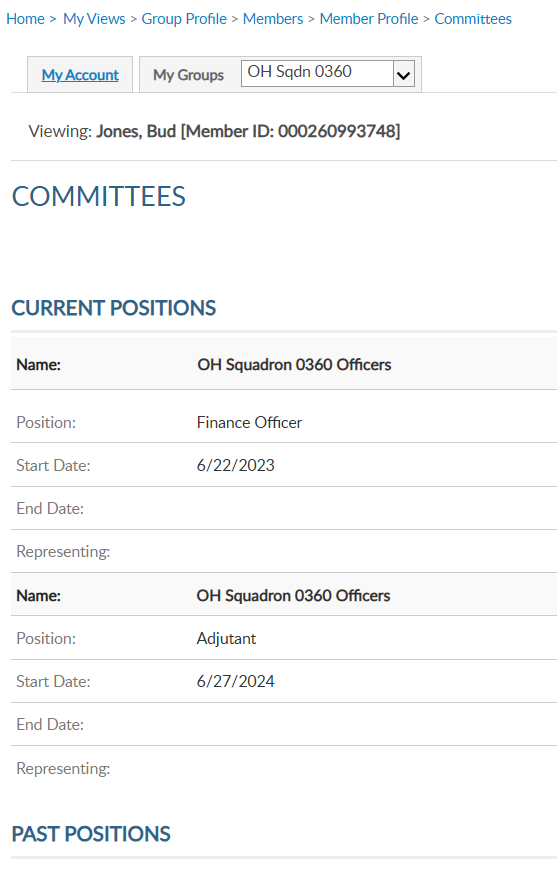 Home > My Views > Group Profile > Members > Member Profile > Committees
My Account My Groups OH Sqdn 0360
Viewing: Jones, Bud [Member ID: 000260993748]
COMMITTEES
CURRENT POSITIONS
Name: OH Squadron 0360 Officers
Position: Finance Officer
Start Date: 6/22/2023
End Date:
Representing:
Name: OH Squadron 0360 Officers
Position: Adjutant
Start Date: 6/27/2024
End Date:
Representing:
PAST POSITIONS